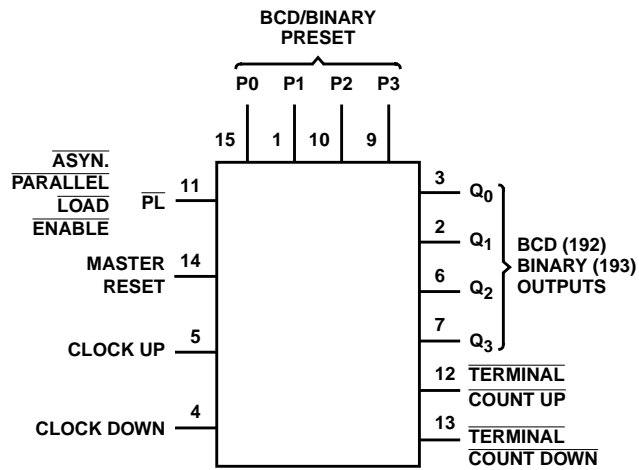 BCD/BINARY
PRESET
P0 P1 P2 P3
15 1 10 9
ASYN.
PARALLEL
LOAD
ENABLE
PL
11
MASTER
RESET
14
CLOCK UP
5
CLOCK DOWN
4
3 Q0
2 Q1
6 Q2
7 Q3
BCD (192)
BINARY (193)
OUTPUTS
12 TERMINAL
COUNT UP
13 TERMINAL
COUNT DOWN